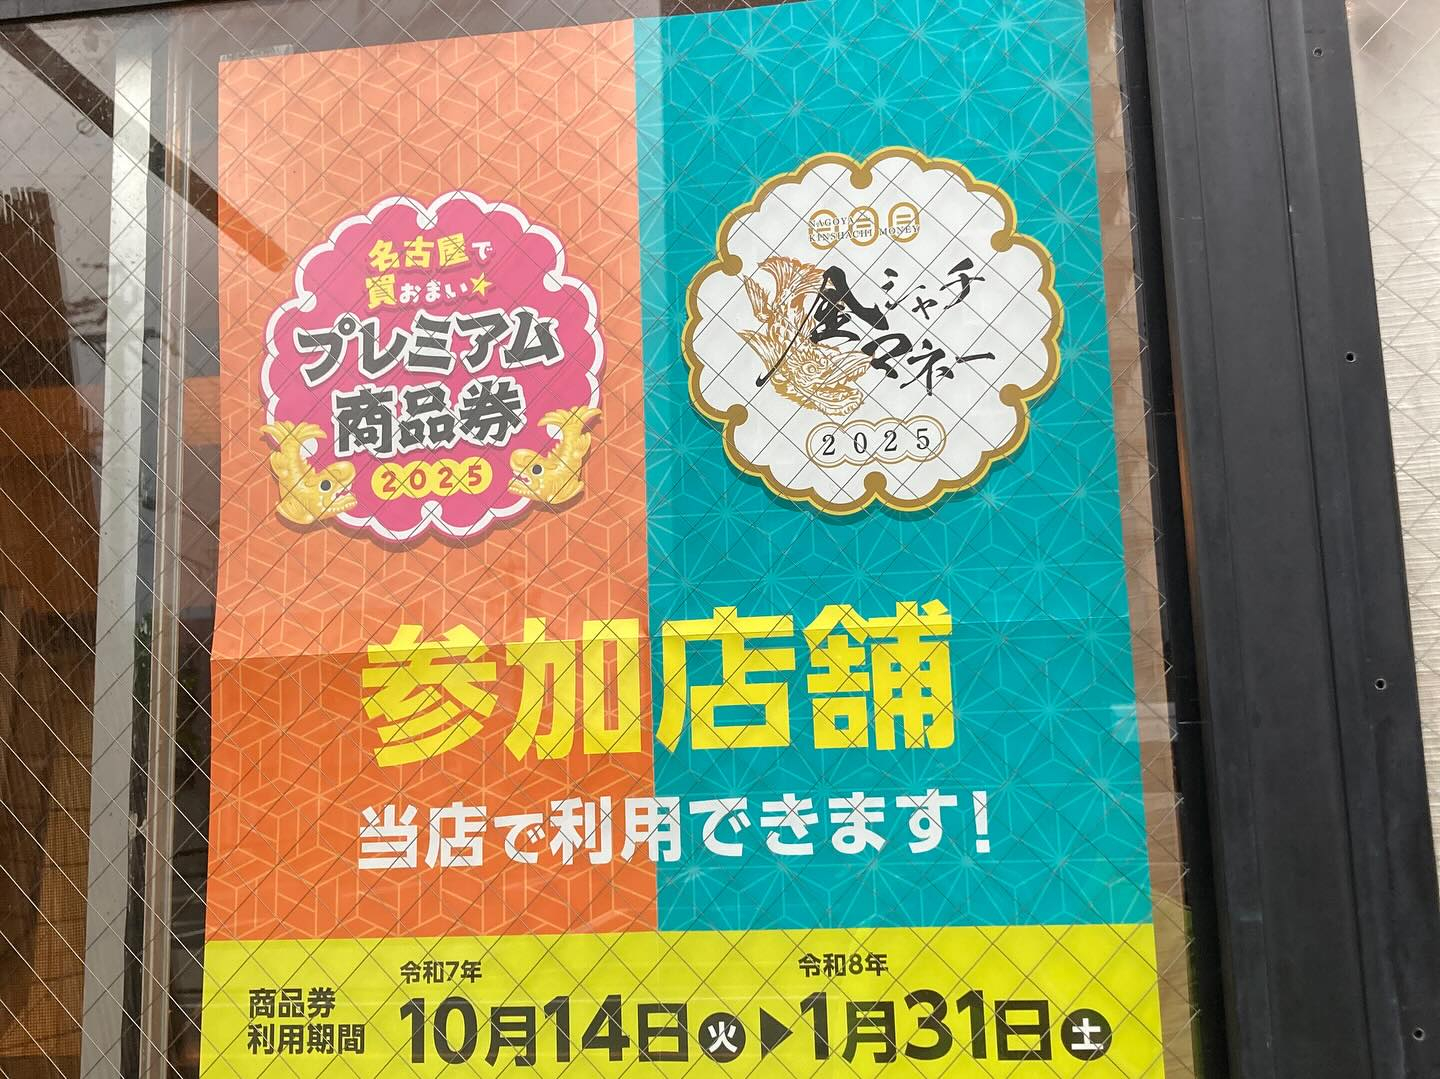 名古屋で
買おまい★
プレミアム
商品券
2025
NAGOYA
KINSHACHI MONEY
金シャチ
マネー
2025
参加店舗
当店で利用できます!
商品券
利用期間
令和7年
10月14日火▶
令和8年
1月31日土